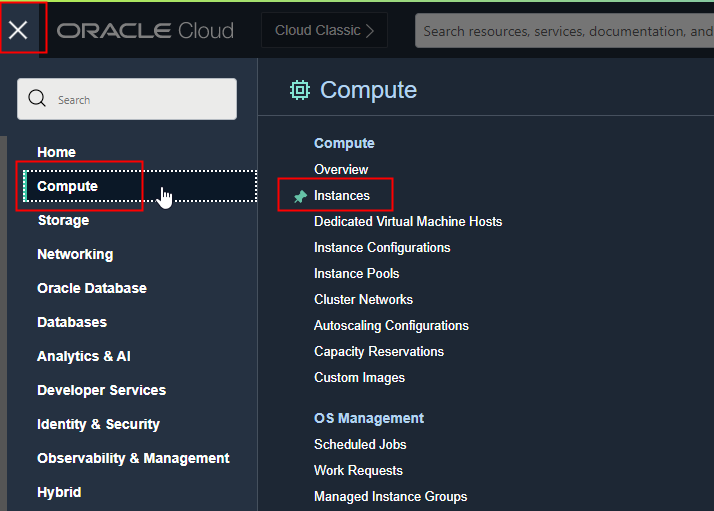 ORACLE Cloud
Cloud Classic
Search resources, services, documentation, and
Search
Home
Compute
Storage
Networking
Oracle Database
Databases
Analytics & AI
Developer Services
Identity & Security
Observability & Management
Hybrid
Compute
Compute
Overview
Instances
Dedicated Virtual Machine Hosts
Instance Configurations
Instance Pools
Cluster Networks
Autoscaling Configurations
Capacity Reservations
Custom Images
OS Management
Scheduled Jobs
Work Requests
Managed Instance Groups